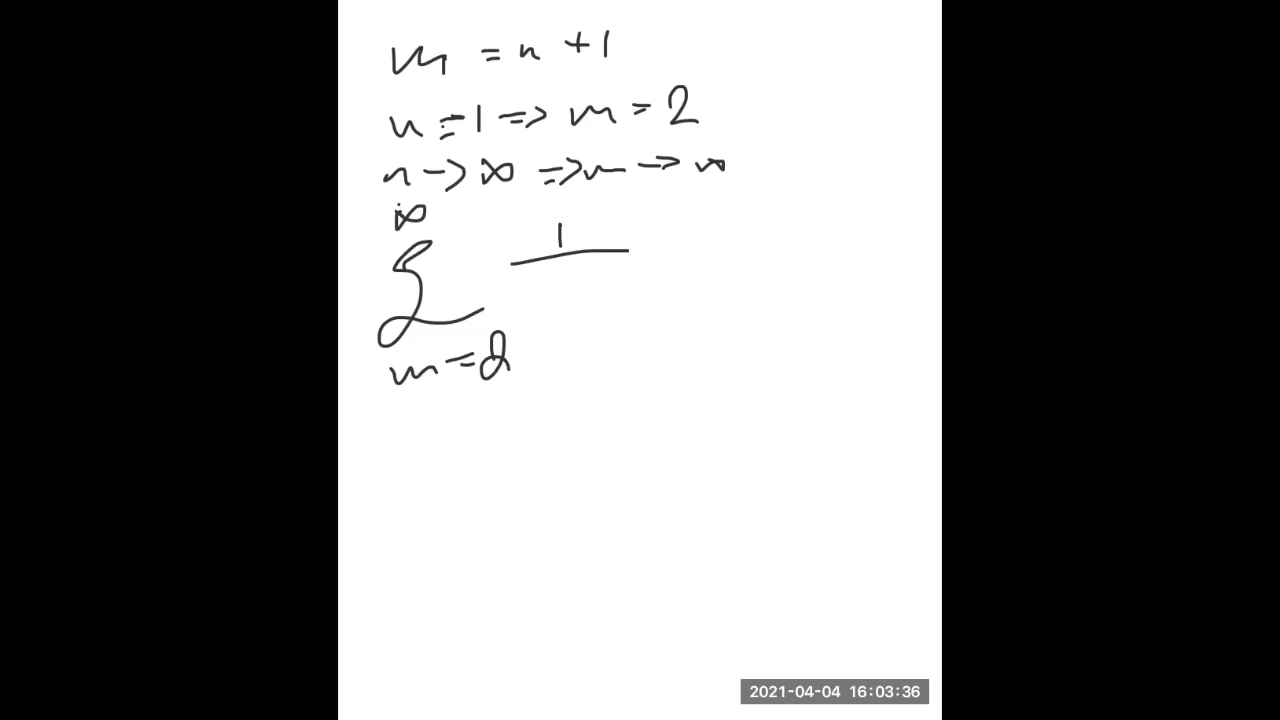 m = n + 1
n = 1 => m = 2
n -> ∞ => m -> ∞
∞
Σ 1
m = 2
2021-04-04 16:03:36